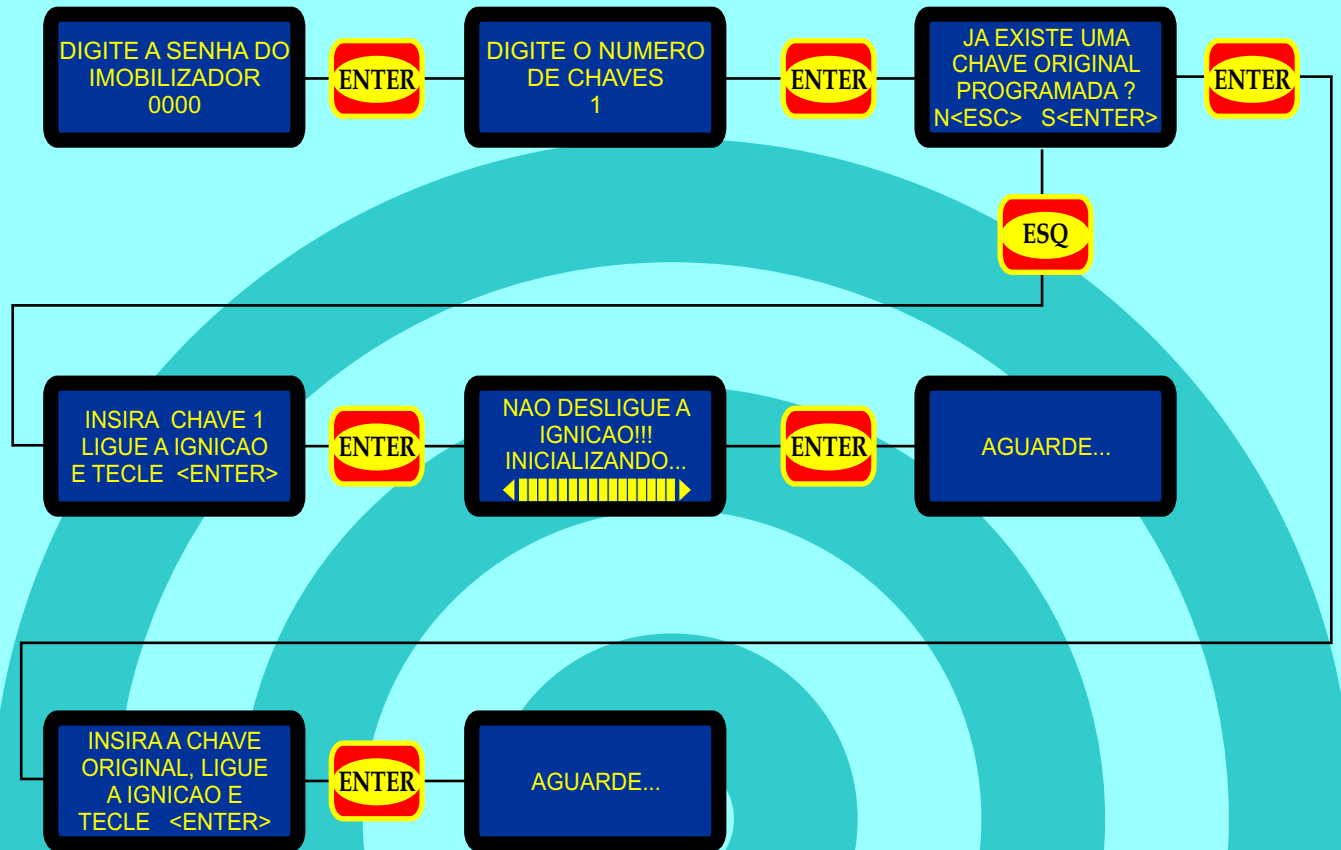 DIGITE A SENHA DO
IMOBILIZADOR
0000
ENTER
DIGITE O NUMERO
DE CHAVES
1
ENTER
JA EXISTE UMA
CHAVE ORIGINAL
PROGRAMADA ?
N<ESC> S<ENTER>
ENTER
ESQ
INSIRA CHAVE 1
LIGUE A IGNICAO
E TECLE <ENTER>
ENTER
NAO DESLIGUE A
IGNICAO!!!
INICIALIZANDO...
ENTER
AGUARDE...
INSIRA A CHAVE
ORIGINAL, LIGUE
A IGNICAO E
TECLE <ENTER>
ENTER
AGUARDE...